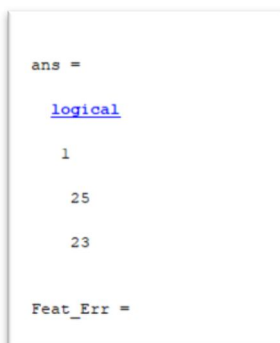 ans =
logical
1
25
23
Feat_Err =